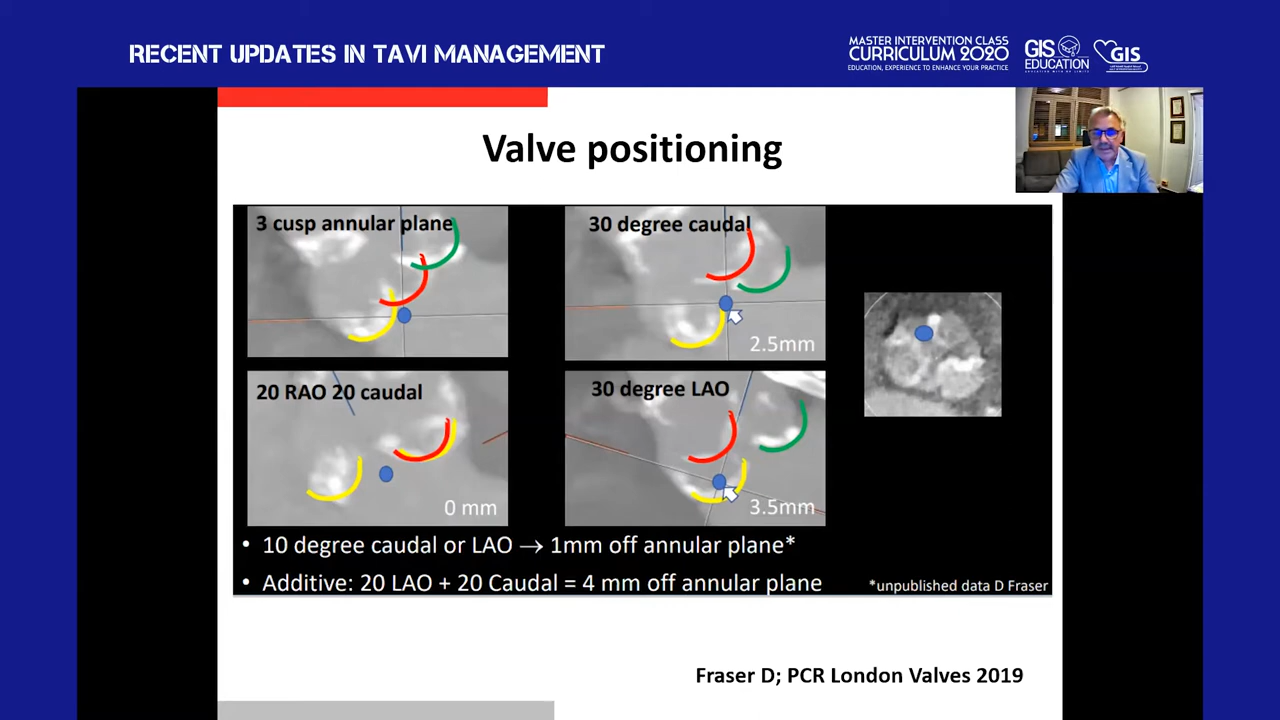 RECENT UPDATES IN TAVI MANAGEMENT
MASTER INTERVENTION CLASS
CURRICULUM 2020
EDUCATION, EXPERIENCE TO ENHANCE YOUR PRACTICE
GIS
EDUCATION
GIS
Valve positioning
3 cusp annular plane
30 degree caudal
2.5mm
20 RAO 20 caudal
0 mm
30 degree LAO
3.5mm
• 10 degree caudal or LAO → 1mm off annular plane*
• Additive: 20 LAO + 20 Caudal = 4 mm off annular plane
*unpublished data D Fraser
Fraser D; PCR London Valves 2019